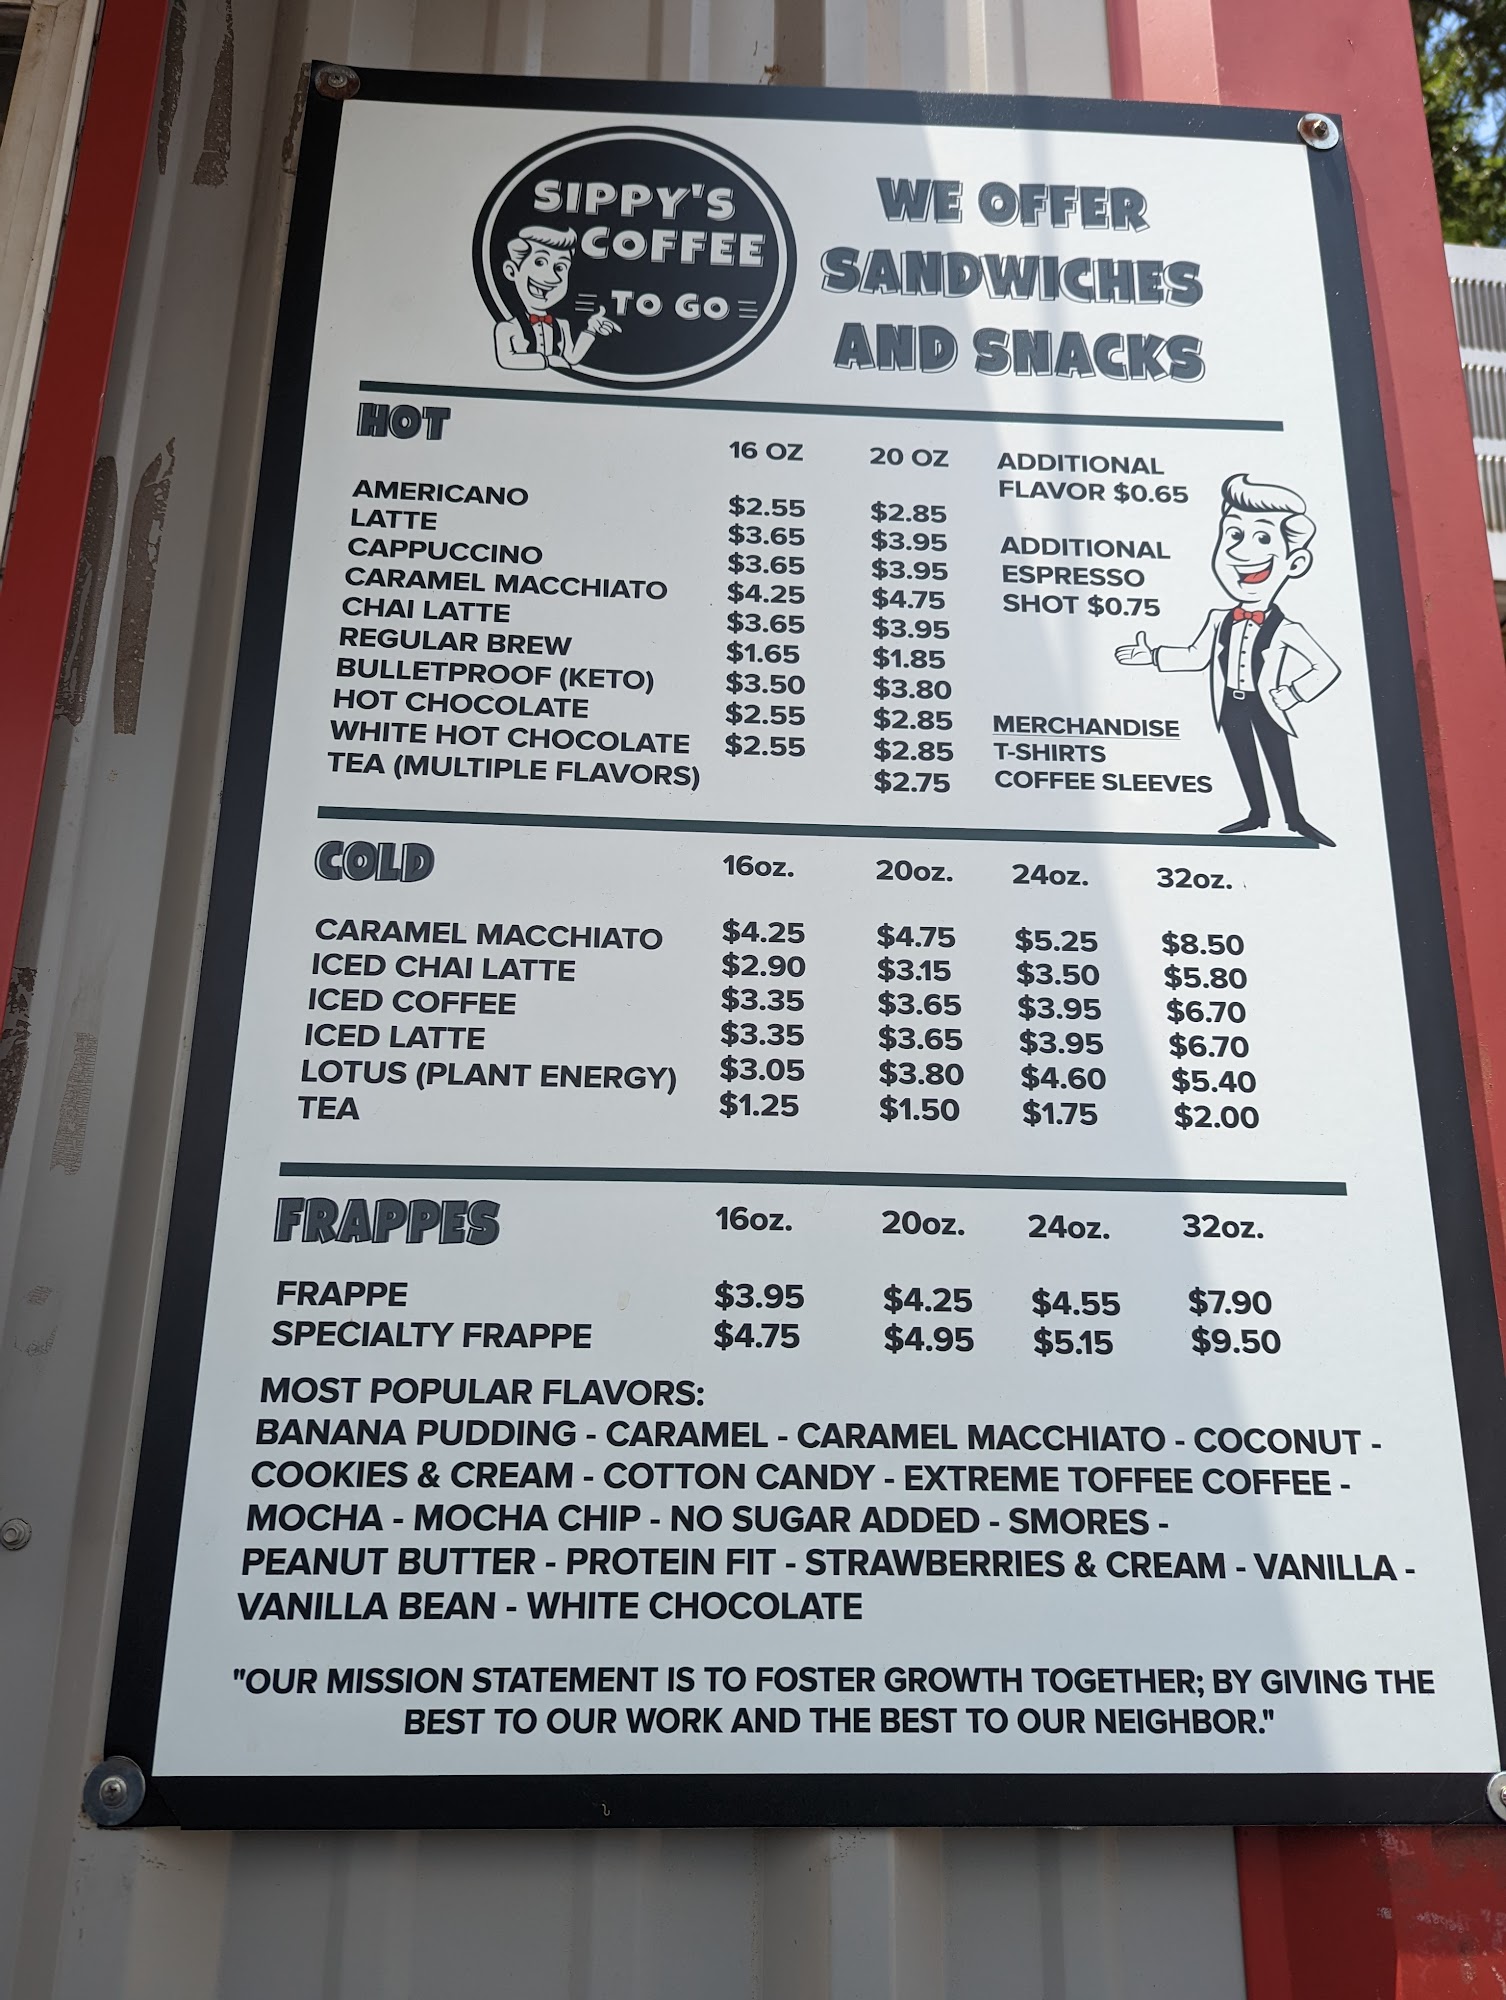 SIPPY'S
COFFEE
TO GO
WE OFFER
SANDWICHES
AND SNACKS
HOT
16 OZ 20 OZ
AMERICANO $2.55 $2.85
LATTE $3.65 $3.95
CAPPUCCINO $3.65 $3.95
CARAMEL MACCHIATO $4.25 $4.75
CHAI LATTE $3.65 $3.95
REGULAR BREW $1.65 $1.85
BULLETPROOF (KETO) $3.50 $3.80
HOT CHOCOLATE $2.55 $2.85
WHITE HOT CHOCOLATE $2.55 $2.85
TEA (MULTIPLE FLAVORS) $2.75
ADDITIONAL
FLAVOR $0.65
ADDITIONAL
ESPRESSO
SHOT $0.75
MERCHANDISE
T-SHIRTS
COFFEE SLEEVES
COLD 16oz. 20oz. 24oz. 32oz.
CARAMEL MACCHIATO $4.25 $4.75 $5.25 $8.50
ICED CHAI LATTE $2.90 $3.15 $3.50 $5.80
ICED COFFEE $3.35 $3.65 $3.95 $6.70
ICED LATTE $3.35 $3.65 $3.95 $6.70
LOTUS (PLANT ENERGY) $3.05 $3.80 $4.60 $5.40
TEA $1.25 $1.50 $1.75 $2.00
FRAPPES 16oz. 20oz. 24oz. 32oz.
FRAPPE $3.95 $4.25 $4.55 $7.90
SPECIALTY FRAPPE $4.75 $4.95 $5.15 $9.50
MOST POPULAR FLAVORS:
BANANA PUDDING - CARAMEL - CARAMEL MACCHIATO - COCONUT -
COOKIES & CREAM - COTTON CANDY - EXTREME TOFFEE COFFEE -
MOCHA - MOCHA CHIP - NO SUGAR ADDED - SMORES -
PEANUT BUTTER - PROTEIN FIT - STRAWBERRIES & CREAM - VANILLA -
VANILLA BEAN - WHITE CHOCOLATE
"OUR MISSION STATEMENT IS TO FOSTER GROWTH TOGETHER; BY GIVING THE
BEST TO OUR WORK AND THE BEST TO OUR NEIGHBOR."